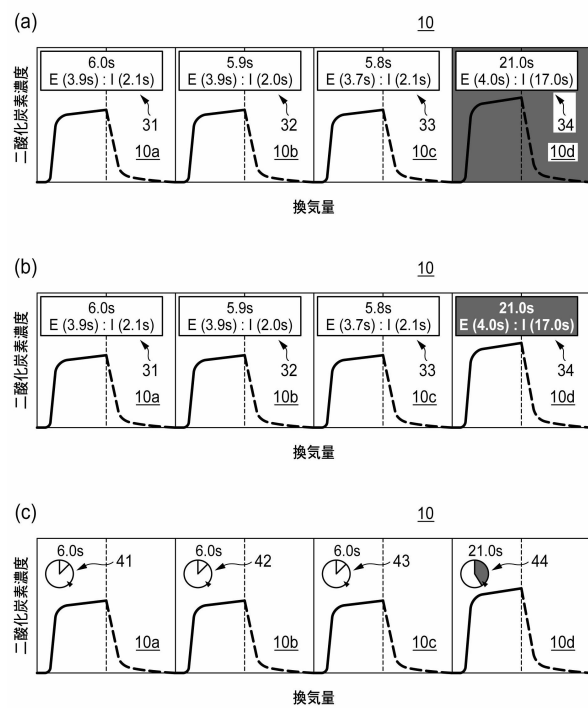 (a)
10
6.0s
E (3.9s) : I (2.1s)
5.9s
E (3.9s) : I (2.0s)
5.8s
E (3.7s) : I (2.1s)
21.0s
E (4.0s) : I (17.0s)
31
32
33
34
10a
10b
10c
10d
二酸化炭素濃度
換気量
(b)
10
6.0s
E (3.9s) : I (2.1s)
5.9s
E (3.9s) : I (2.0s)
5.8s
E (3.7s) : I (2.1s)
21.0s
E (4.0s) : I (17.0s)
31
32
33
34
10a
10b
10c
10d
二酸化炭素濃度
換気量
(c)
10
6.0s
6.0s
6.0s
21.0s
41
42
43
44
10a
10b
10c
10d
二酸化炭素濃度
換気量